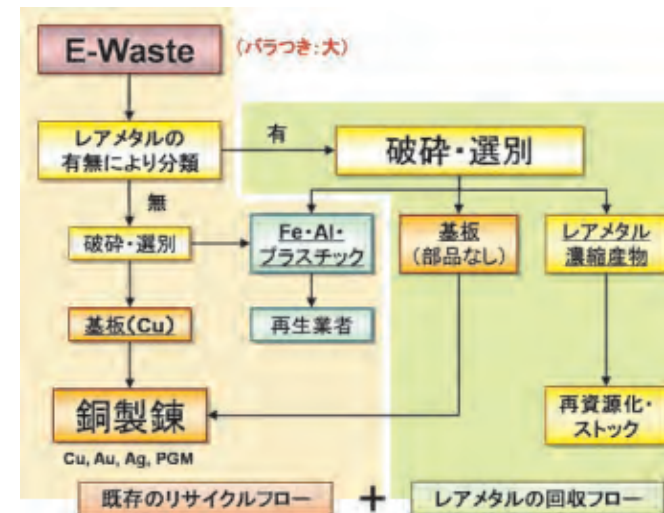 E-Waste
(バラつき:大)
レアメタルの
有無により分類
有
破砕・選別
無
破砕・選別
Fe・Al・
プラスチック
基板
(部品なし)
レアメタル
濃縮産物
基板(Cu)
再生業者
銅製錬
Cu, Au, Ag, PGM
再資源化・
ストック
既存のリサイクルフロー
+
レアメタルの回収フロー